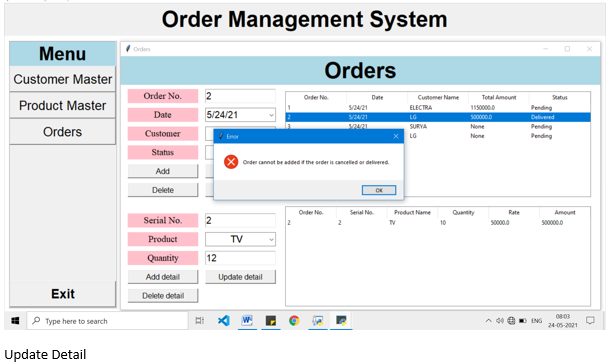 Order Management System
Menu
Customer Master
Product Master
Orders
Exit
Orders
Orders
Order No. 2
Date 5/24/21
Customer
Status
Add
Delete
Order No. Date Customer Name Total Amount Status
1 5/24/21 ELECTRA 1150000.0 Pending
2 5/24/21 LG 500000.0 Delivered
3 5/24/21 SURYA None Pending
LG None Pending
Error
Order cannot be added if the order is cancelled or delivered.
OK
Serial No. 2
Product TV
Quantity 12
Add detail Update detail
Delete detail
Order No. Serial No. Product Name Quantity Rate Amount
2 2 TV 10 50000.0 500000.0
Type here to search
ENG
08:03
24-05-2021
Update Detail